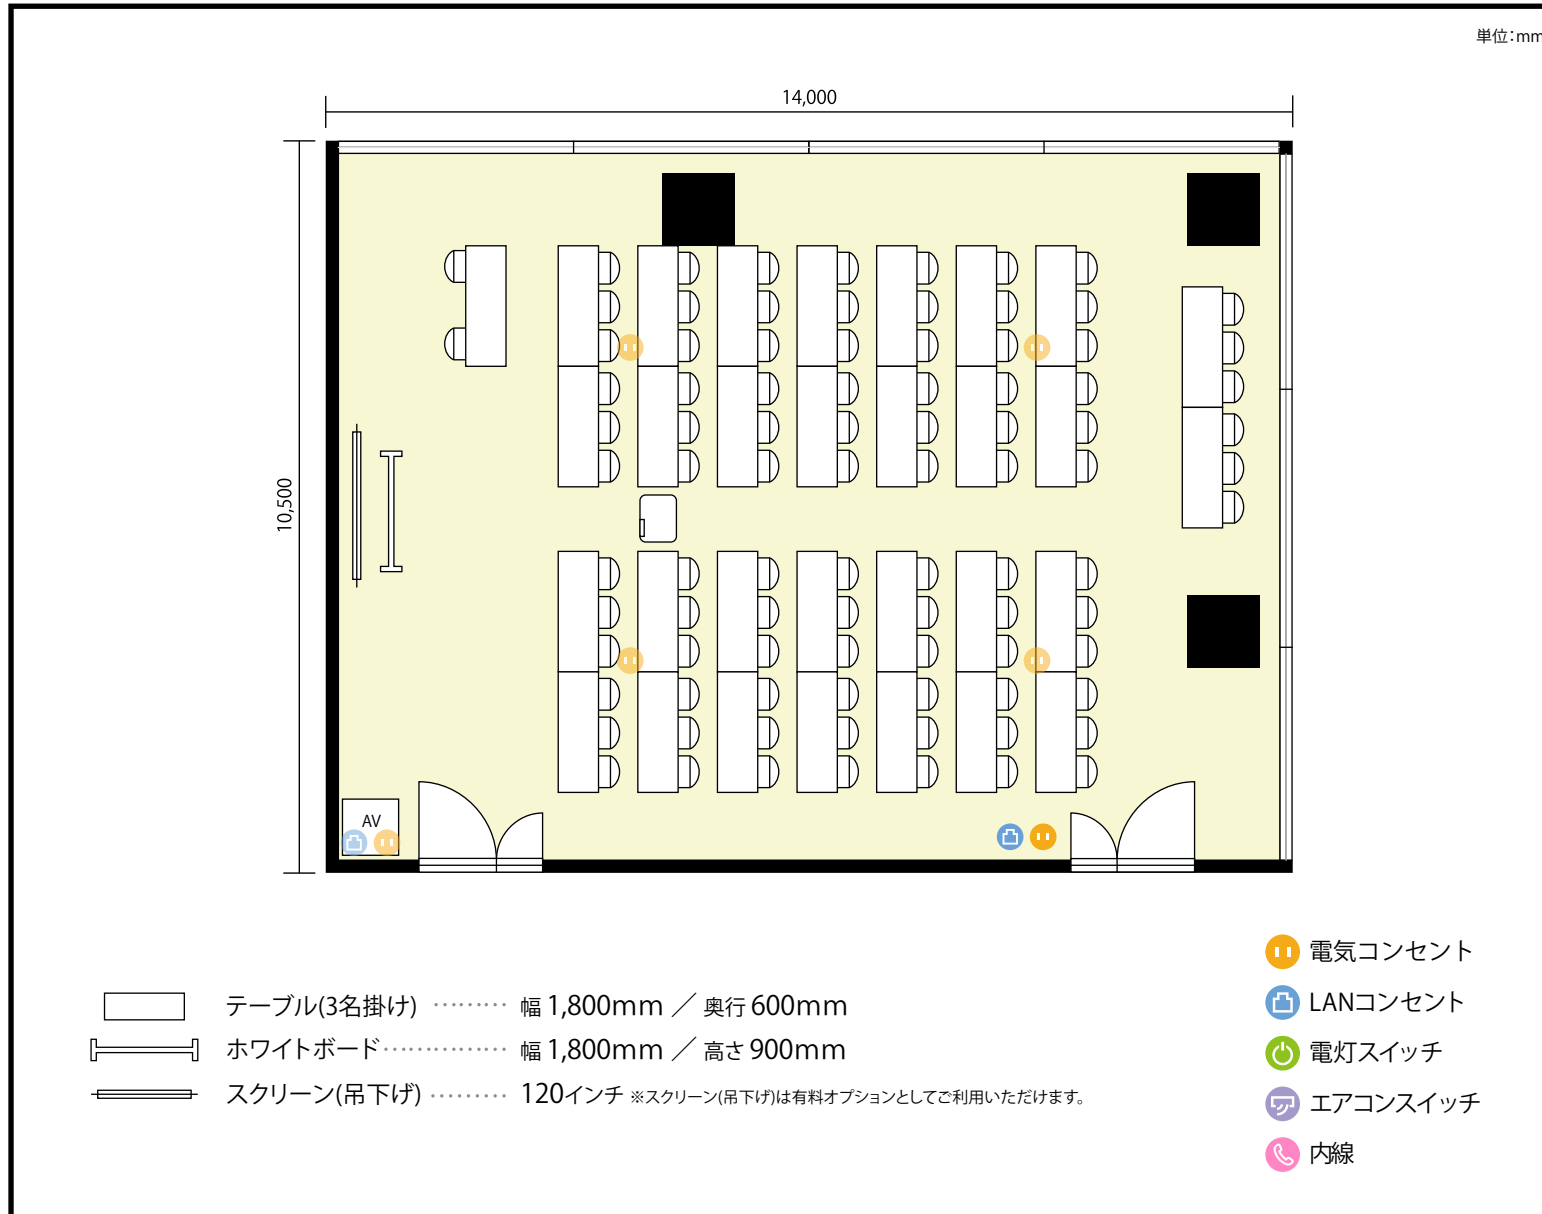 単位:mm
14,000
10,500
AV
電気コンセント
LANコンセント
電灯スイッチ
エアコンスイッチ
内線
テーブル(3名掛け) ········· 幅 1,800mm ／ 奥行 600mm
ホワイトボード ·············· 幅 1,800mm ／ 高さ 900mm
スクリーン(吊下げ) ········· 120インチ ※スクリーン(吊下げ)は有料オプションとしてご利用いただけます。